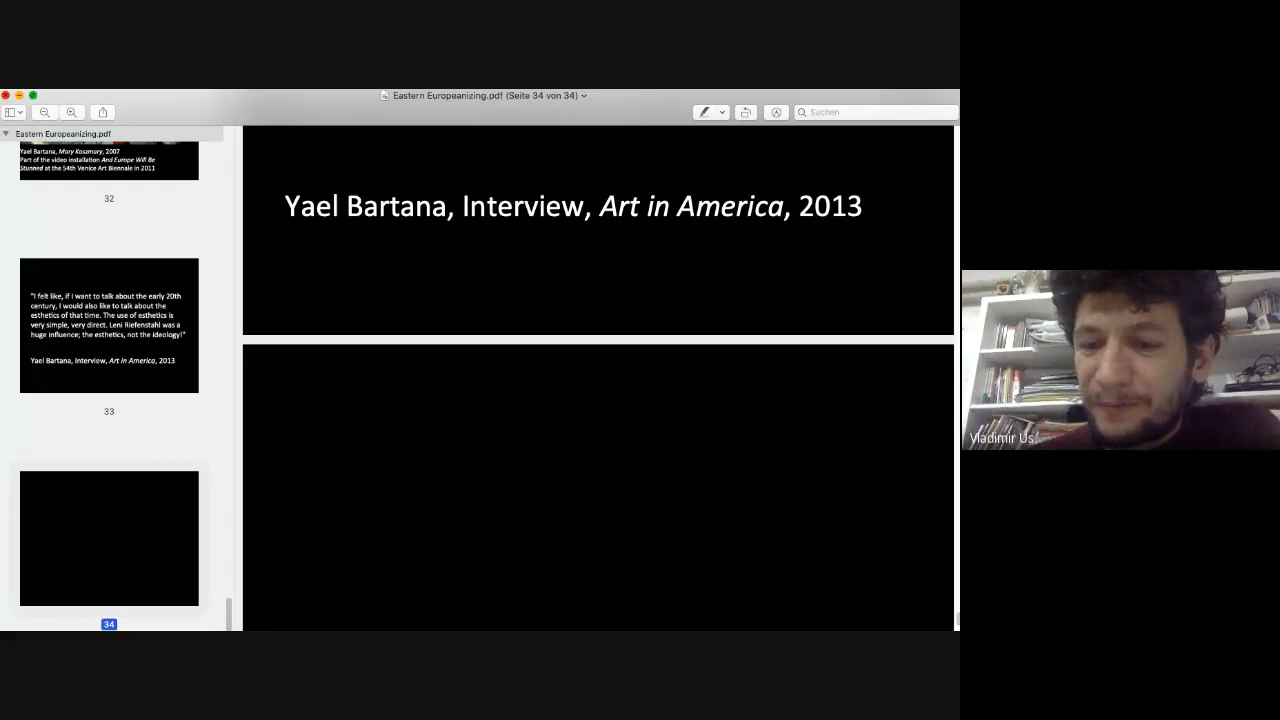 Eastern Europeanizing.pdf (Seite 34 von 34)
Suchen
Eastern Europeanizing.pdf
Yael Bartana, Mary Koszmary, 2007
Part of the video installation And Europe Will Be
Stunned at the 54th Venice Art Biennale in 2011
32
"I felt like, if I want to talk about the early 20th
century, I would also like to talk about the
esthetics of that time. The use of esthetics is
very simple, very direct. Leni Riefenstahl was a
huge influence; the esthetics, not the ideology!"
Yael Bartana, Interview, Art in America, 2013
33
34
Yael Bartana, Interview, Art in America, 2013
Vladimir Us